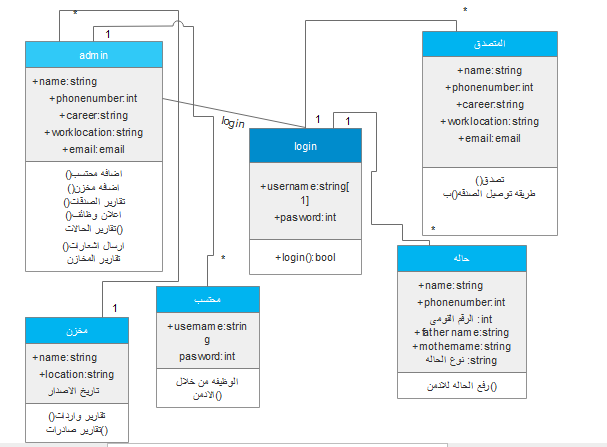 *
1
admin
+name:string
+phonenumber:int
+career:string
+worklocation:string
+email:email
اضافه محتسب()
اضافه مخزن()
تقارير الصدقات()
اعلان وظائف()
تقارير الحالات()
ارسال اشعارات()
تقارير المخازن
login
*
المتصدق
+name:string
+phonenumber:int
+career:string
+worklocation:string
+email:email
تصدق()
طريقه توصيل الصدقه()ب
1
1
login
+username:string[
1]
+pasword:int
+login():bool
*
حاله
+name:string
+phonenumber:int
الرقم القومى :int
+father name:string
+mothername:string
نوع الحاله :string
رفع الحاله للادمن()
*
محتسب
+username:strin
g
pasword:int
الوظيفه من خلال
الادمن()
1
مخزن
+name:string
+location:string
تاريخ الاصدار
تقارير واردات()
تقارير صادرات()